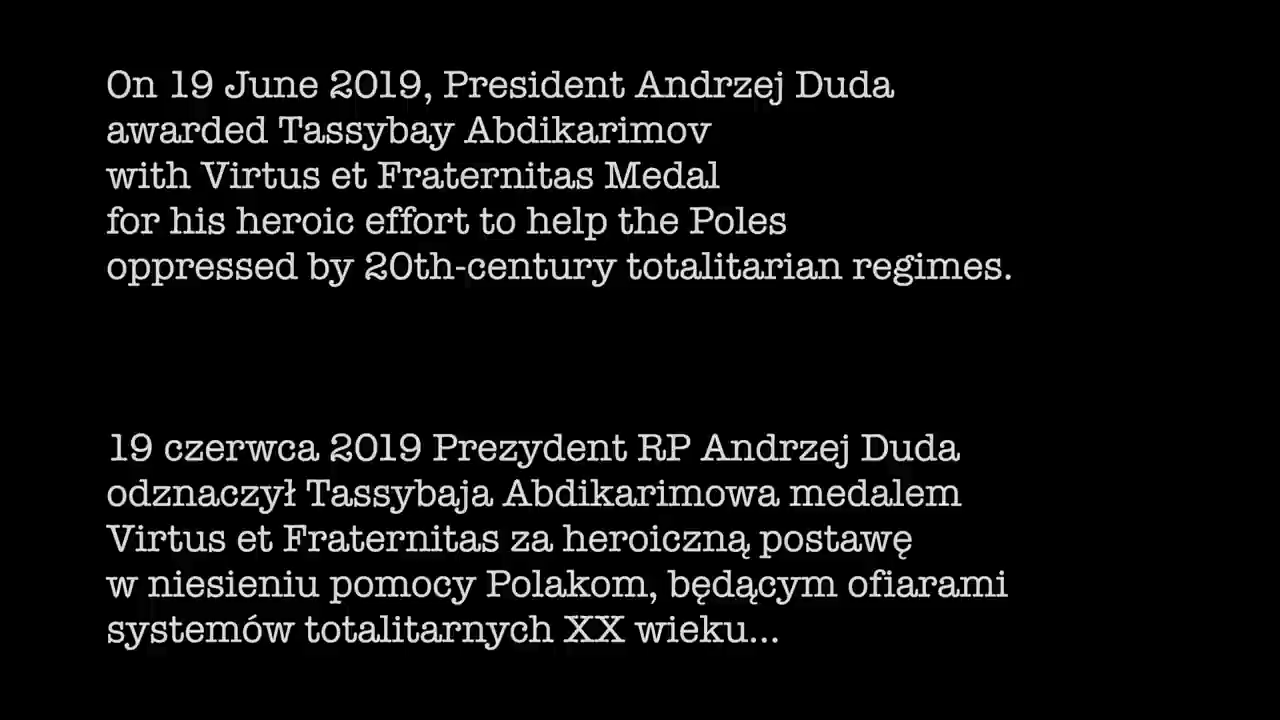 On 19 June 2019, President Andrzej Duda
awarded Tassybay Abdikarimov
with Virtus et Fraternitas Medal
for his heroic effort to help the Poles
oppressed by 20th-century totalitarian regimes.
19 czerwca 2019 Prezydent RP Andrzej Duda
odznaczył Tassybaja Abdikarimowa medalem
Virtus et Fraternitas za heroiczną postawę
w niesieniu pomocy Polakom, będącym ofiarami
systemów totalitarnych XX wieku...